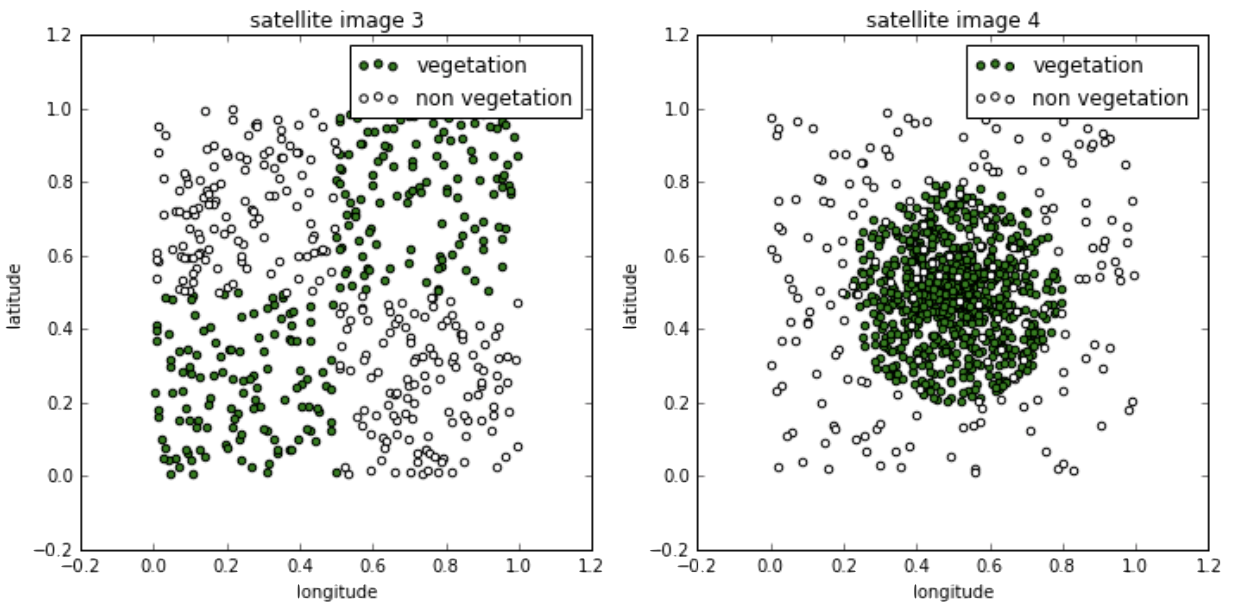 satellite image 3
1.2
1.0
0.8
0.6
0.4
0.2
0.0
−0.2
latitude
vegetation
non vegetation
−0.2 0.0 0.2 0.4 0.6 0.8 1.0 1.2
longitude
satellite image 4
1.2
1.0
0.8
0.6
0.4
0.2
0.0
−0.2
latitude
vegetation
non vegetation
−0.2 0.0 0.2 0.4 0.6 0.8 1.0 1.2
longitude